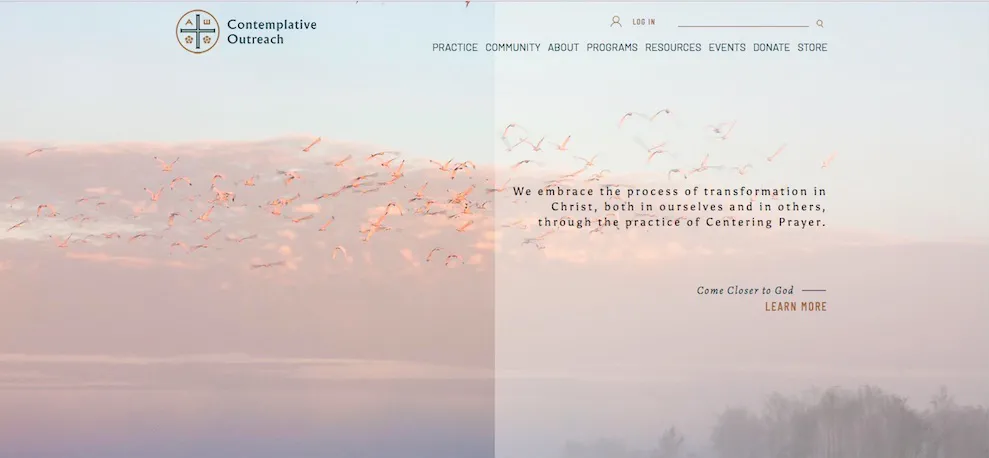 Contemplative
Outreach
LOG IN
PRACTICE COMMUNITY ABOUT PROGRAMS RESOURCES EVENTS DONATE STORE
We embrace the process of transformation in
Christ, both in ourselves and in others,
through the practice of Centering Prayer.
Come Closer to God
LEARN MORE